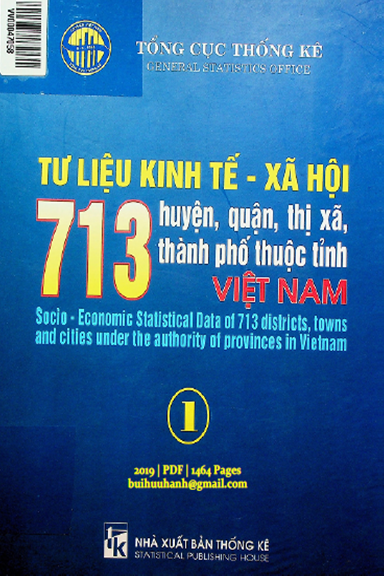 VV00047058
TỔNG CỤC THỐNG KÊ
GENERAL STATISTICS OFFICE
TƯ LIỆU KINH TẾ - XÃ HỘI
713 huyện, quận, thị xã,
thành phố thuộc tỉnh
VIỆT NAM
Socio - Economic Statistical Data of 713 districts, towns
and cities under the authority of provinces in Vietnam
1
2019 | PDF | 1464 Pages
buihuuhanh@gmail.com
NHÀ XUẤT BẢN THỐNG KÊ
STATISTICAL PUBLISHING HOUSE